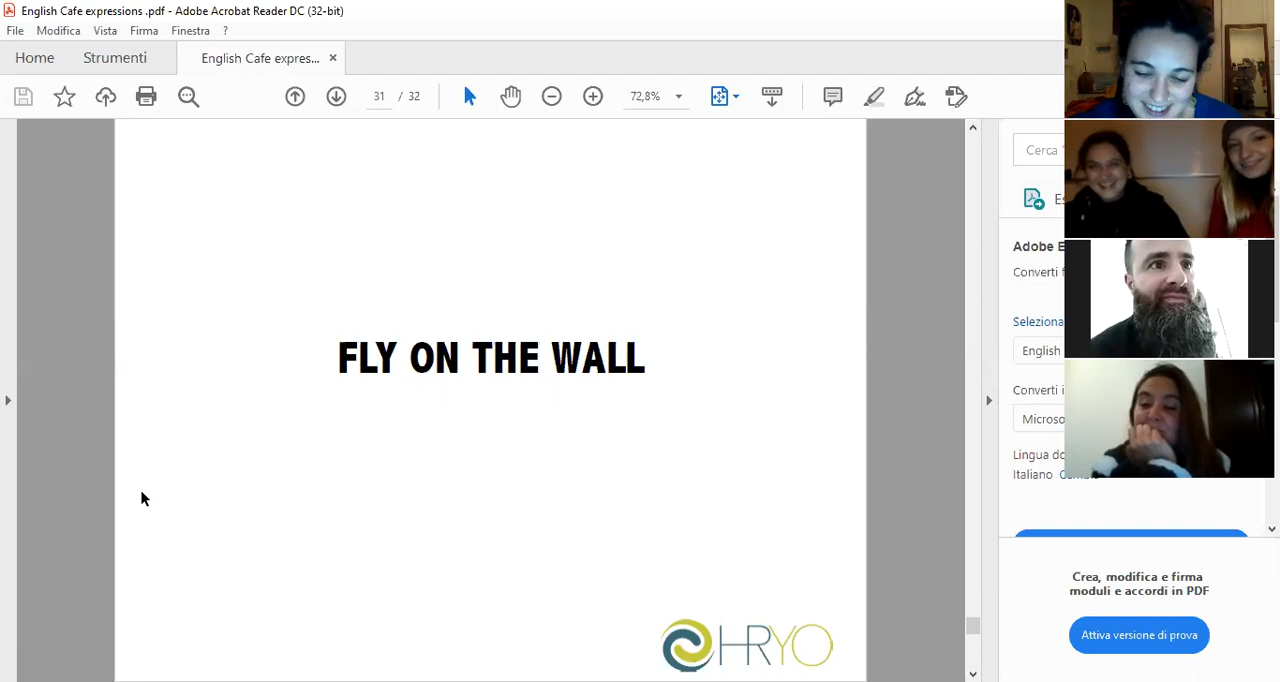 English Cafe expressions .pdf - Adobe Acrobat Reader DC (32-bit)
File Modifica Vista Firma Finestra ?
Home Strumenti English Cafe expres... ×
31 / 32 72,8%
Cerca
Es
Adobe E
Converti f
FLY ON THE WALL
Seleziona
English
Converti i
Microso
Lingua do
Italiano
HRYO
Crea, modifica e firma
moduli e accordi in PDF
Attiva versione di prova